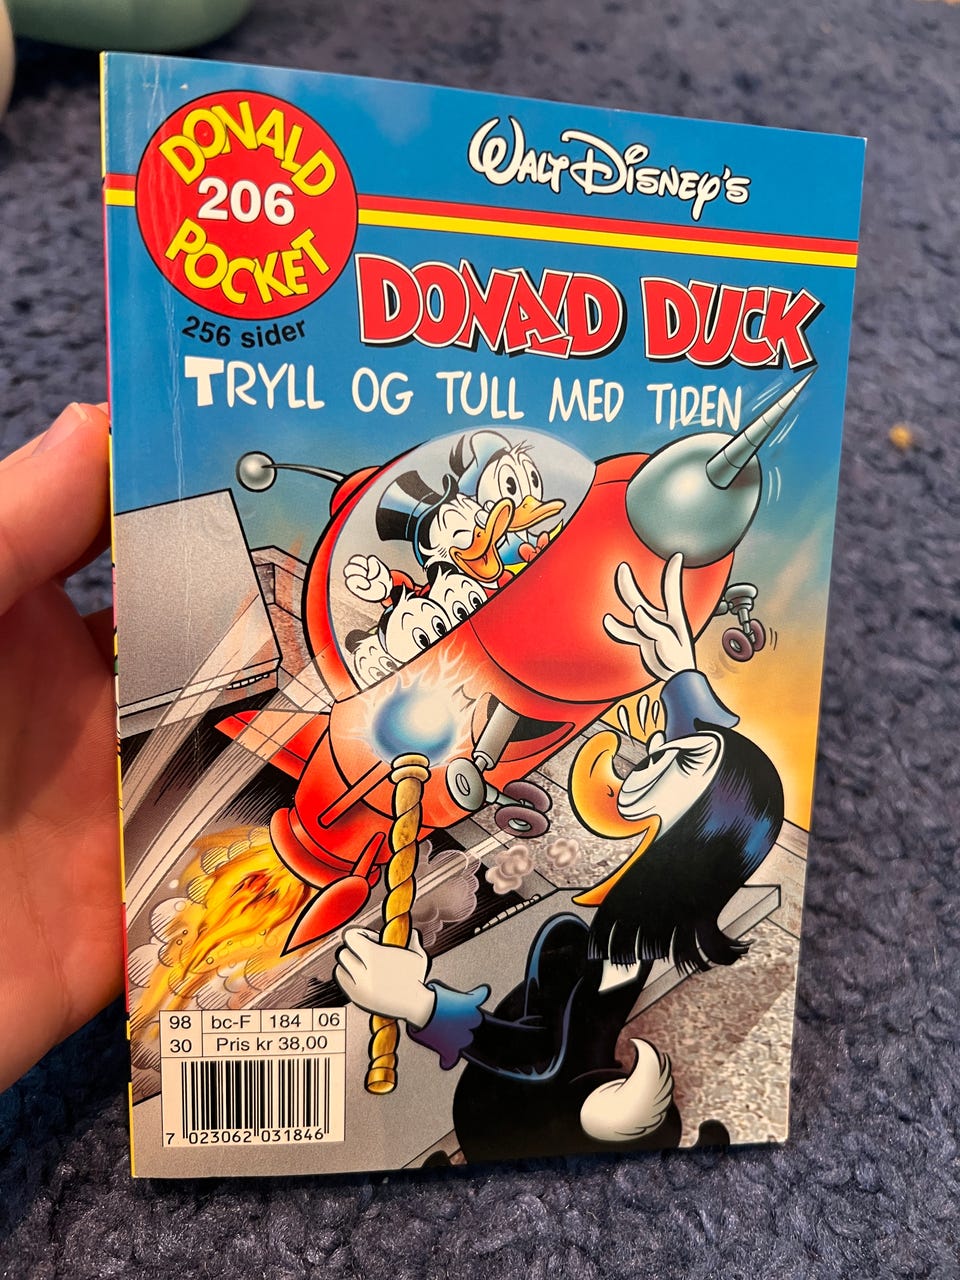 DONALD
206
POCKET
256 sider
WALT DISNEY'S
DONALD DUCK
TRYLL OG TULL MED TIDEN
98 bc-F 184 06
30 Pris kr 38,00
7 023062 031846